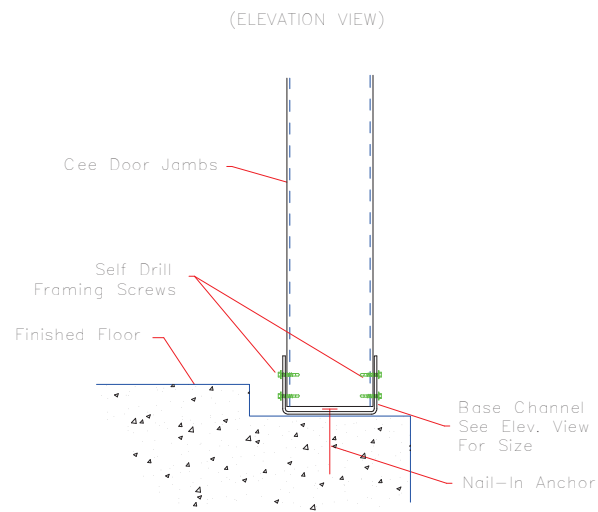 (ELEVATION VIEW)
Cee Door Jambs
Self Drill
Framing Screws
Finished Floor
Base Channel
See Elev. View
For Size
Nail-In Anchor